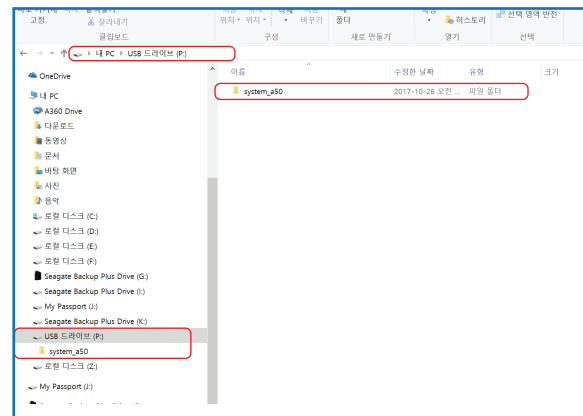 고정
잘라내기
위치 위치 바꾸기 폴더
히스토리
선택 영역 반전
클립보드 구성 새로 만들기 열기 선택
내 PC > USB 드라이브 (P:)
이름 수정한 날짜 유형 크기
system_a50 2017-10-26 오전 ... 파일 폴더
OneDrive
내 PC
A360 Drive
다운로드
동영상
문서
바탕 화면
사진
음악
로컬 디스크 (C:)
로컬 디스크 (D:)
로컬 디스크 (E:)
로컬 디스크 (F:)
Seagate Backup Plus Drive (G:)
Seagate Backup Plus Drive (I:)
My Passport (J:)
Seagate Backup Plus Drive (K:)
USB 드라이브 (P:)
system_a50
로컬 디스크 (Z:)
My Passport (J:)